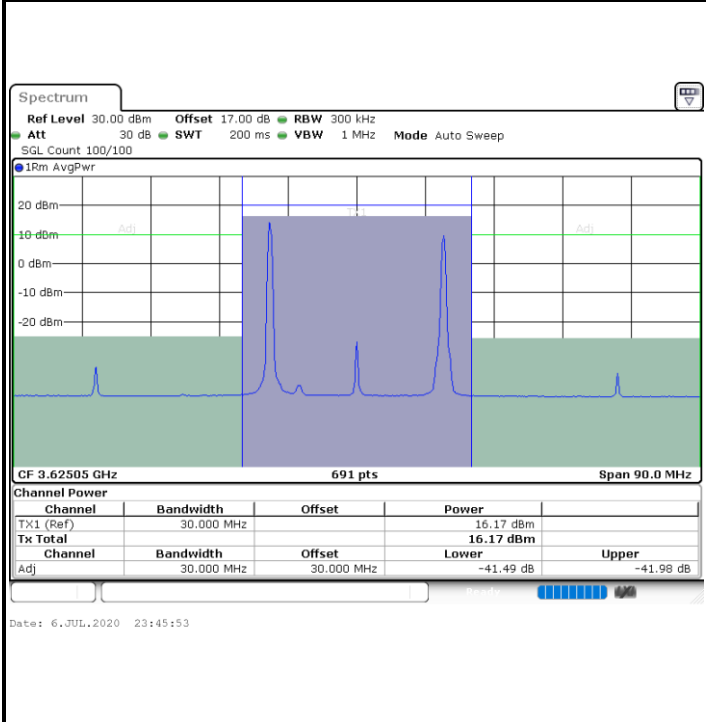 Spectrum
Ref Level 30.00 dBm Offset 17.00 dB RBW 300 kHz
Att 30 dB SWT 200 ms VBW 1 MHz Mode Auto Sweep
SGL Count 100/100
1Rm AvgPwr
TX1
20 dBm
Adj Adj
10 dBm
0 dBm
-10 dBm
-20 dBm
CF 3.62505 GHz 691 pts Span 90.0 MHz
Channel Power
Channel Bandwidth Offset Power
TX1 (Ref) 30.000 MHz 16.17 dBm
Tx Total 16.17 dBm
Channel Bandwidth Offset Lower Upper
Adj 30.000 MHz 30.000 MHz -41.49 dB -41.98 dB
Ready
Date: 6.JUL.2020 23:45:53